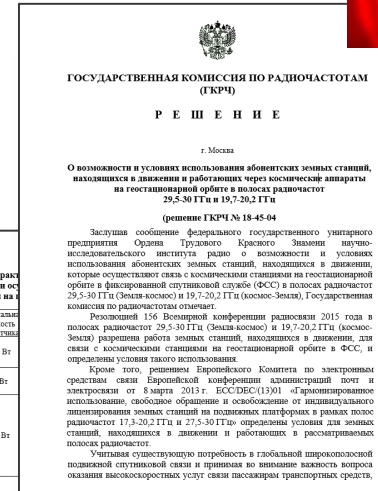 ГОСУДАРСТВЕННАЯ КОМИССИЯ ПО РАДИОЧАСТОТАМ
(ГКРЧ)
Р Е Ш Е Н И Е
г. Москва
О возможности и условиях использования абонентских земных станций,
находящихся в движении и работающих через космические аппараты
на геостационарной орбите в полосах радиочастот
29,5-30 ГГц и 19,7-20,2 ГГц
(решение ГКРЧ № 18-45-04
Заслушав сообщение федерального государственного унитарного
предприятия Ордена Трудового Красного Знамени научно-
исследовательского института радио о возможности и условиях
использования абонентских земных станций, находящихся в движении,
которые осуществляют связь с космическими станциями на геостационарной
орбите в фиксированной спутниковой службе (ФСС) в полосах радиочастот
29,5-30 ГГц (Земля-космос) и 19,7-20,2 ГГц (космос-Земля), Государственная
комиссия по радиочастотам отмечает.
Резолюцией 156 Всемирной конференции радиосвязи 2015 года в
полосах радиочастот 29,5-30 ГГц (Земля-космос) и 19,7-20,2 ГГц (космос-
Земля) разрешена работа земных станций, находящихся в движении, для
связи с космическими станциями на геостационарной орбите в ФСС, и
определены условия такого использования.
Кроме того, решением Европейского Комитета по электронным
средствам связи Европейской конференции администраций почт и
электросвязи от 8 марта 2013 г. ECC/DEC/(13)01 «Гармонизированное
использование, свободное обращение и освобождение от индивидуального
лицензирования земных станций на подвижных платформах в рамках полос
радиочастот 17,3-20,2 ГГц и 27,5-30 ГГц» определены условия для земных
станций, находящихся в движении и работающих в рассматриваемых
полосах радиочастот.
Учитывая существующую потребность в глобальной широкополосной
подвижной спутниковой связи и принимая во внимание важность вопроса
оказания высокоскоростных услуг связи пассажирам транспортных средств,
Вт
Вт
Вт